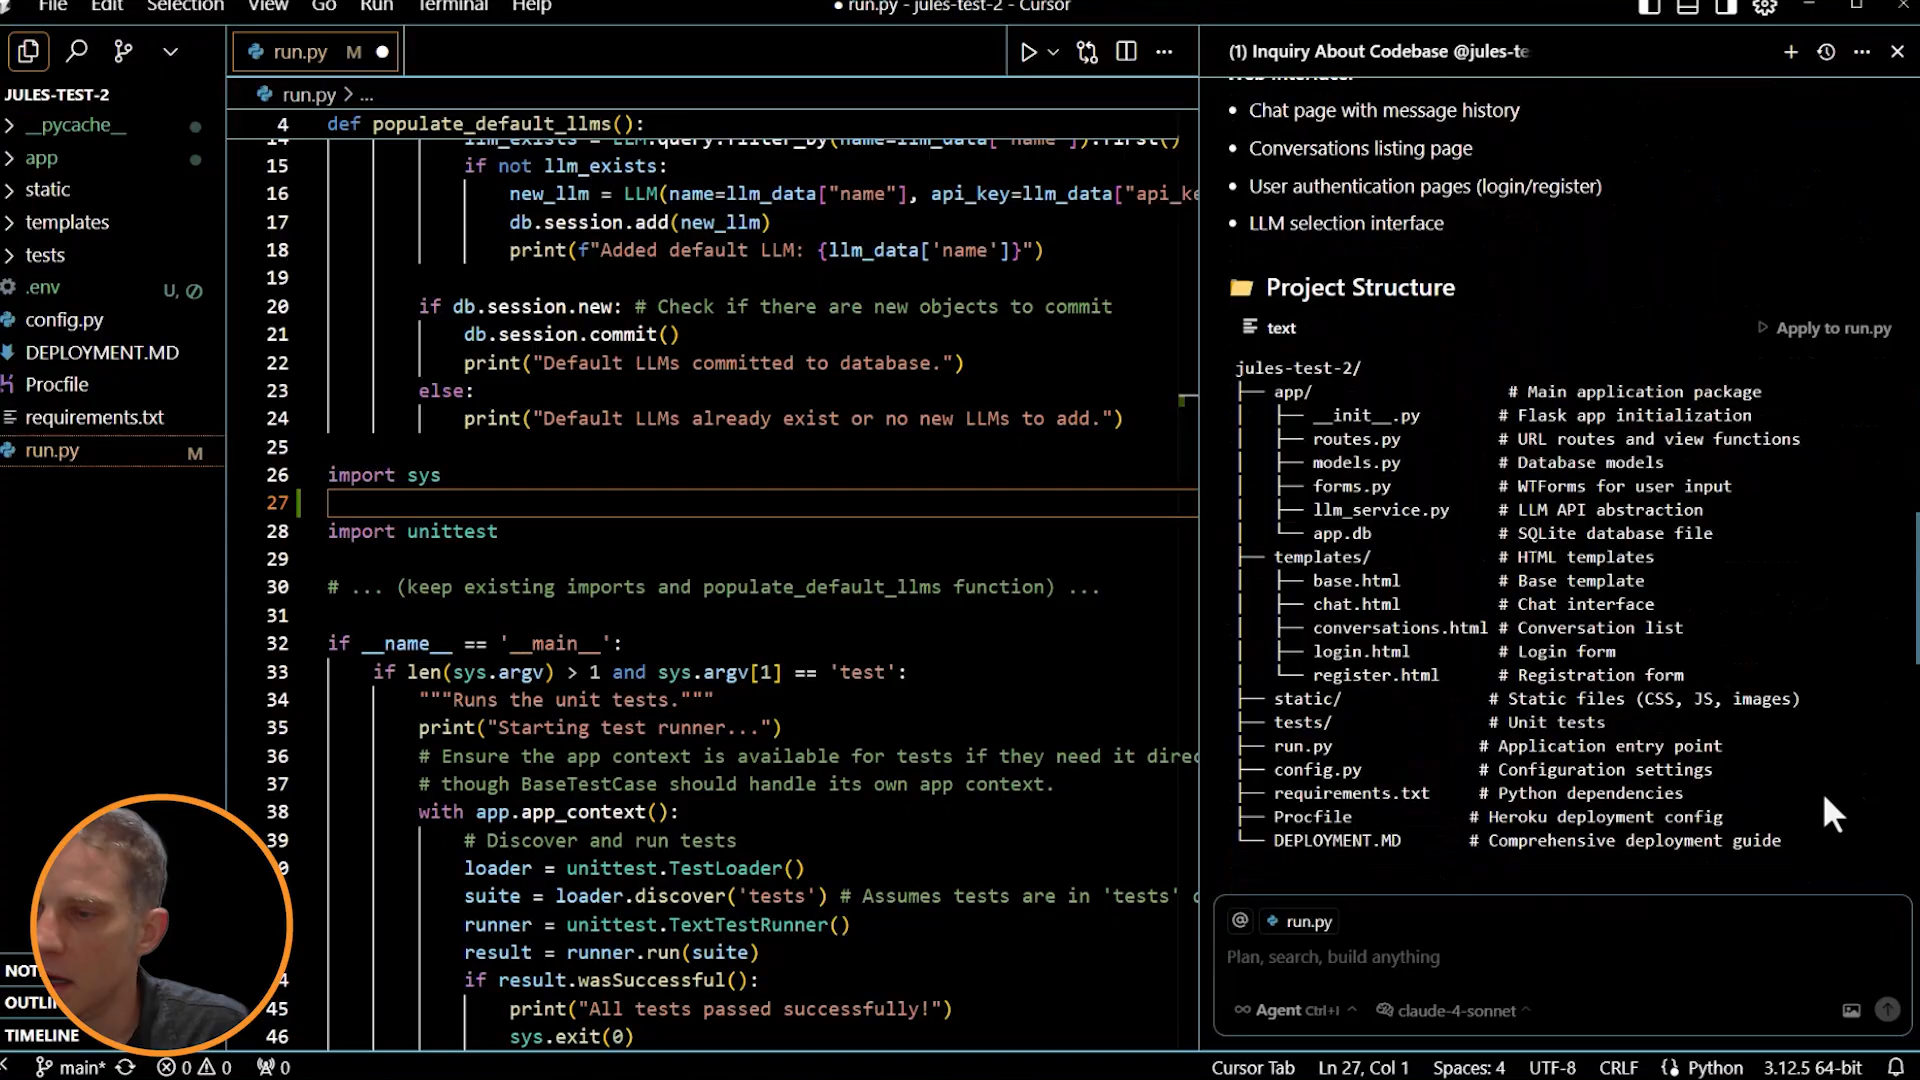 File Edit Selection View Go Run Terminal Help
● run.py - jules-test-2 - Cursor
JULES-TEST-2
__pycache__
app
static
templates
tests
.env U,
config.py
DEPLOYMENT.MD
Procfile
requirements.txt
run.py M
OUTLI
TIMELINE
run.py M
run.py > ...
4 def populate_default_llms():
14 llm_exists = LLM.query.filter_by(name=llm_data["name"]).first()
15 if not llm_exists:
16 new_llm = LLM(name=llm_data["name"], api_key=llm_data["api_ke
17 db.session.add(new_llm)
18 print(f"Added default LLM: {llm_data['name']}")
19
20 if db.session.new: # Check if there are new objects to commit
21 db.session.commit()
22 print("Default LLMs committed to database.")
23 else:
24 print("Default LLMs already exist or no new LLMs to add.")
25
26 import sys
27
28 import unittest
29
30 # ... (keep existing imports and populate_default_llms function) ...
31
32 if __name__ == '__main__':
33 if len(sys.argv) > 1 and sys.argv[1] == 'test':
34 """Runs the unit tests."""
35 print("Starting test runner...")
36 # Ensure the app context is available for tests if they need it direc
37 # though BaseTestCase should handle its own app context.
38 with app.app_context():
39 # Discover and run tests
0 loader = unittest.TestLoader()
suite = loader.discover('tests') # Assumes tests are in 'tests'
runner = unittest.TextTestRunner()
result = runner.run(suite)
4 if result.wasSuccessful():
45 print("All tests passed successfully!")
46 sys.exit(0)
(1) Inquiry About Codebase @jules-te
Web Interface:
• Chat page with message history
• Conversations listing page
• User authentication pages (login/register)
• LLM selection interface
Project Structure
text Apply to run.py
jules-test-2/
├── app/ # Main application package
│ ├── __init__.py # Flask app initialization
│ ├── routes.py # URL routes and view functions
│ ├── models.py # Database models
│ ├── forms.py # WTForms for user input
│ ├── llm_service.py # LLM API abstraction
│ └── app.db # SQLite database file
├── templates/ # HTML templates
│ ├── base.html # Base template
│ ├── chat.html # Chat interface
│ ├── conversations.html # Conversation list
│ ├── login.html # Login form
│ └── register.html # Registration form
├── static/ # Static files (CSS, JS, images)
├── tests/ # Unit tests
├── run.py # Application entry point
├── config.py # Configuration settings
├── requirements.txt # Python dependencies
├── Procfile # Heroku deployment config
└── DEPLOYMENT.MD # Comprehensive deployment guide
@ run.py
Plan, search, build anything
Agent Ctrl+I claude-4-sonnet
main* 0 0 0
Cursor Tab Ln 27, Col 1 Spaces: 4 UTF-8 CRLF Python 3.12.5 64-bit